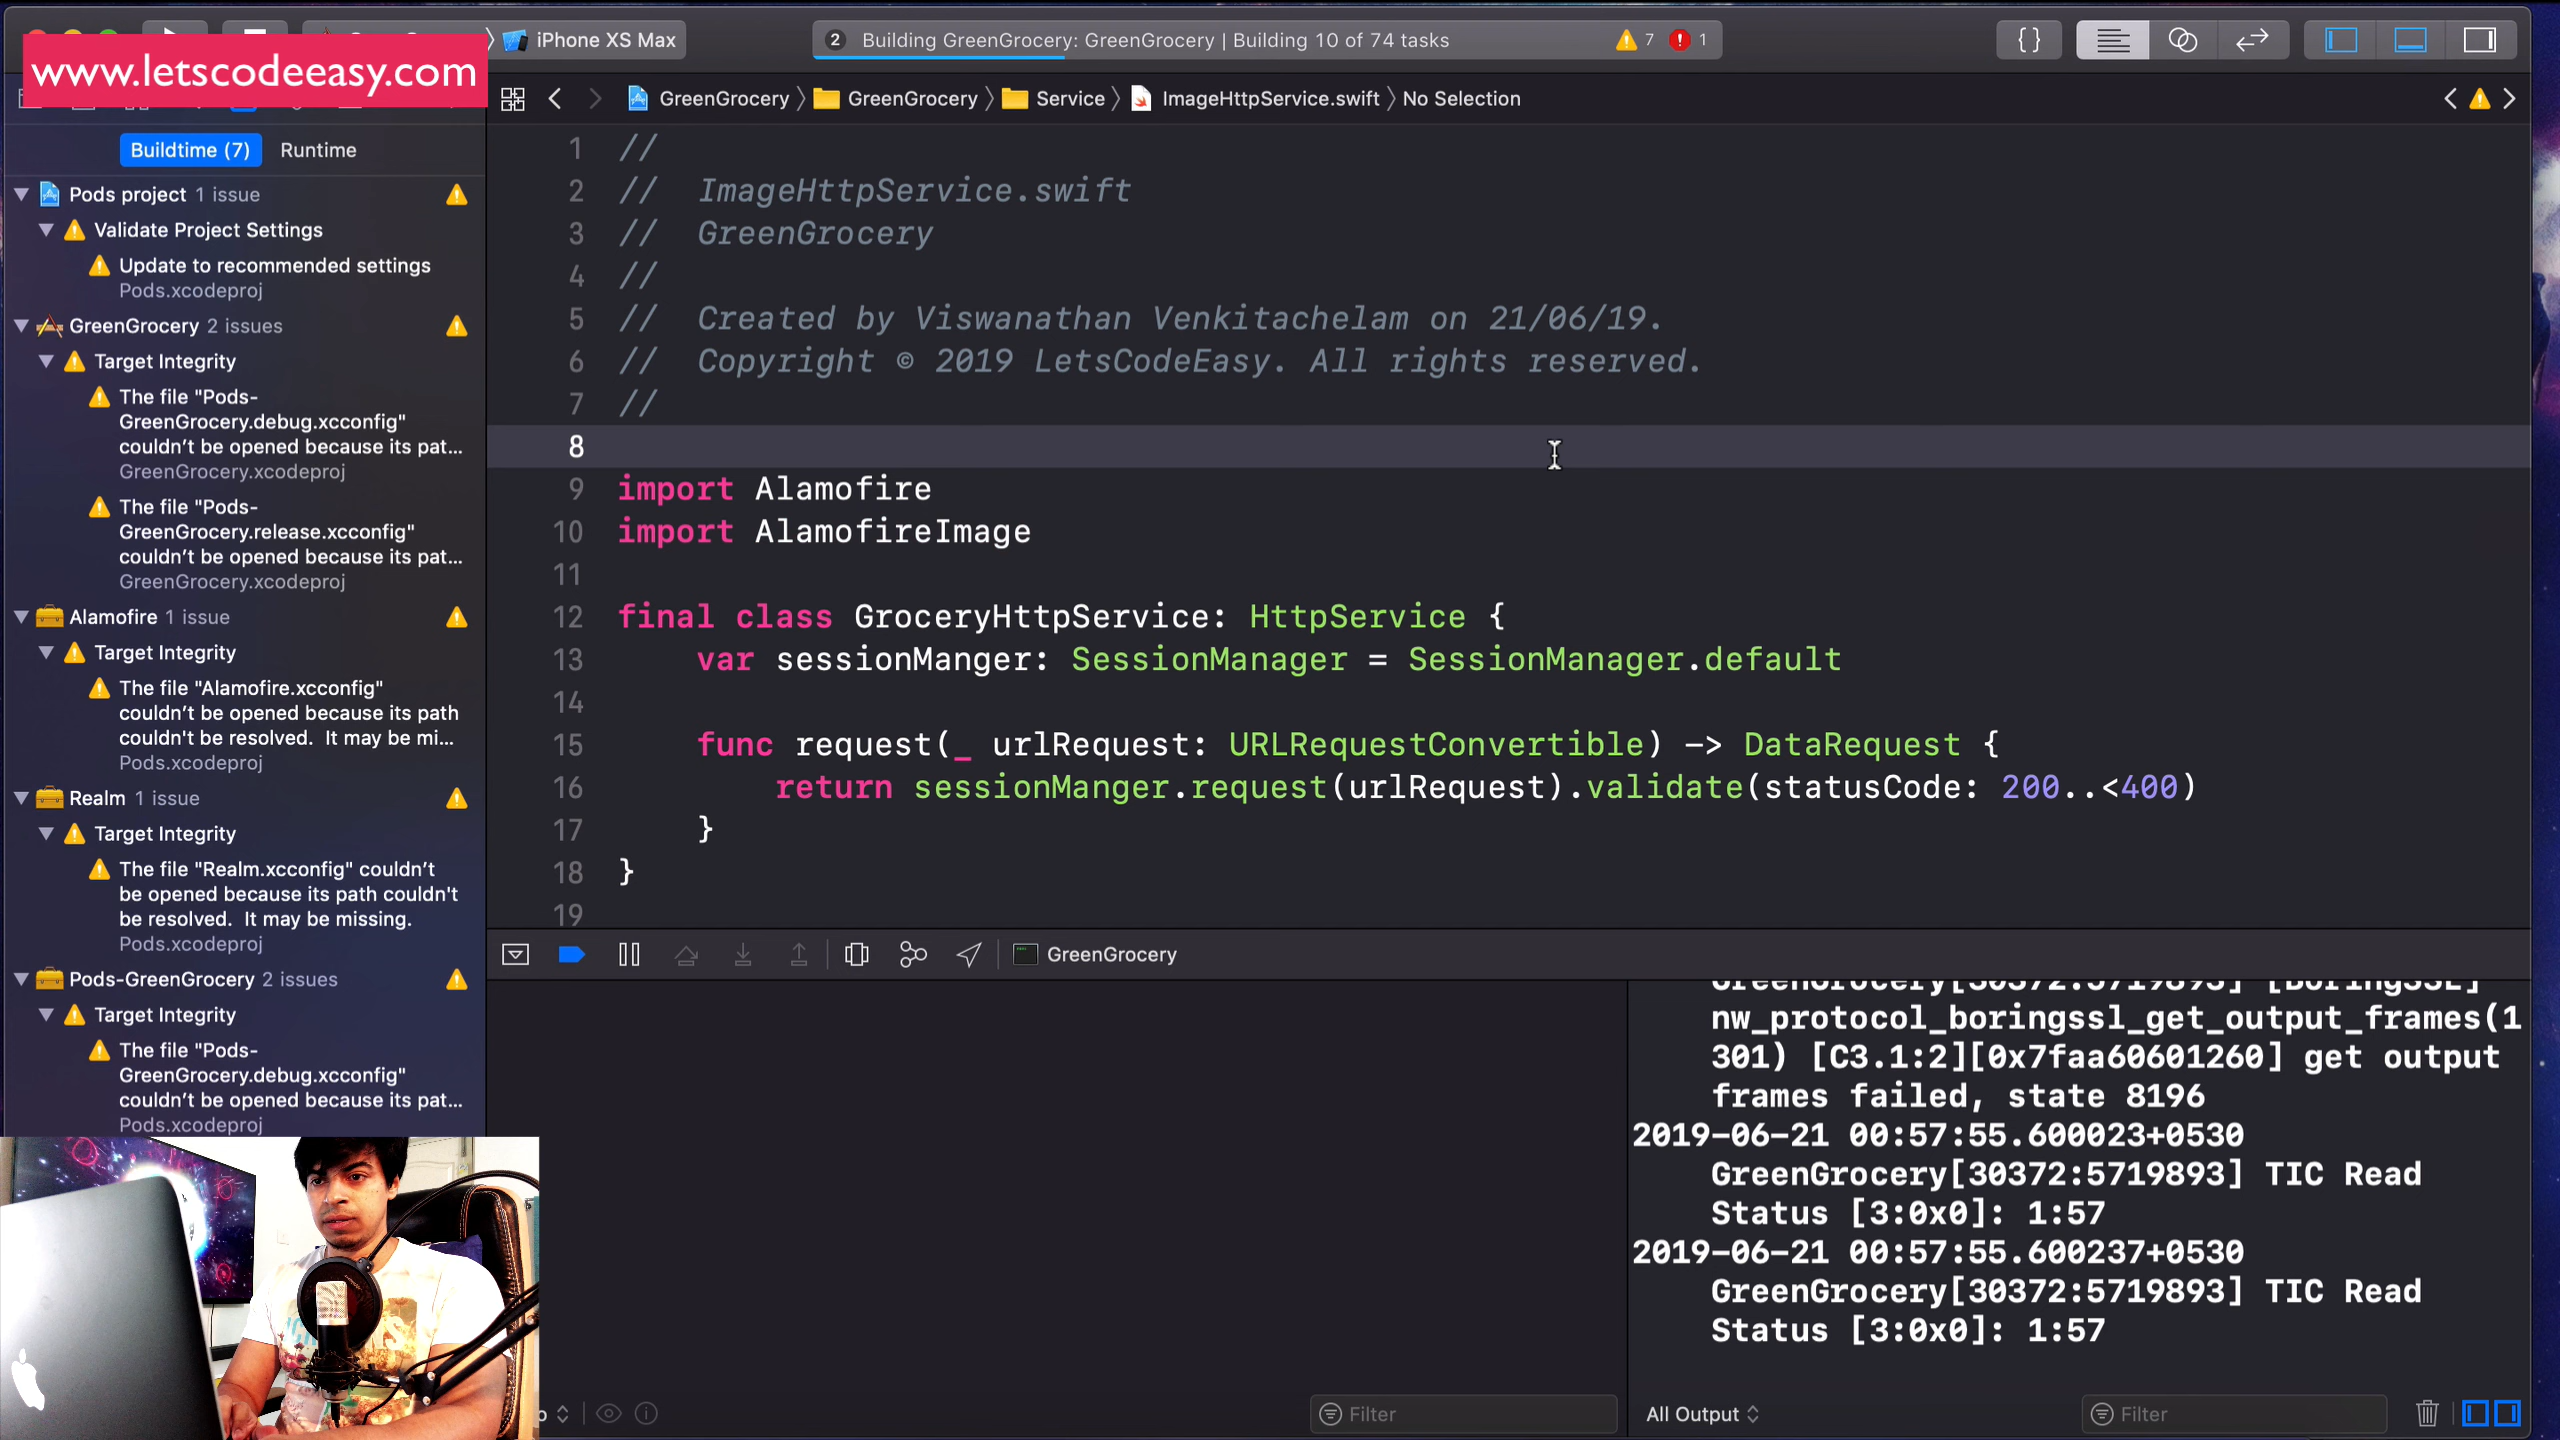 iPhone XS Max
2 Building GreenGrocery: GreenGrocery | Building 10 of 74 tasks
7
1
{}
www.letscodeeasy.com
GreenGrocery
GreenGrocery
Service
ImageHttpService.swift
No Selection
Buildtime (7)
Runtime
Pods project 1 issue
Validate Project Settings
Update to recommended settings
Pods.xcodeproj
GreenGrocery 2 issues
Target Integrity
The file "Pods-
GreenGrocery.debug.xcconfig"
couldn't be opened because its pat...
GreenGrocery.xcodeproj
The file "Pods-
GreenGrocery.release.xcconfig"
couldn't be opened because its pat...
GreenGrocery.xcodeproj
Alamofire 1 issue
Target Integrity
The file "Alamofire.xcconfig"
couldn't be opened because its path
couldn't be resolved.  It may be mi...
Pods.xcodeproj
Realm 1 issue
Target Integrity
The file "Realm.xcconfig" couldn't
be opened because its path couldn't
be resolved.  It may be missing.
Pods.xcodeproj
Pods-GreenGrocery 2 issues
Target Integrity
The file "Pods-
GreenGrocery.debug.xcconfig"
couldn't be opened because its pat...
Pods.xcodeproj
1 //
2 //  ImageHttpService.swift
3 //  GreenGrocery
4 //
5 //  Created by Viswanathan Venkitachelam on 21/06/19.
6 //  Copyright © 2019 LetsCodeEasy. All rights reserved.
7 //
8
9 import Alamofire
10 import AlamofireImage
11
12 final class GroceryHttpService: HttpService {
13     var sessionManger: SessionManager = SessionManager.default
14
15     func request(_ urlRequest: URLRequestConvertible) -> DataRequest {
16         return sessionManger.request(urlRequest).validate(statusCode: 200..<400)
17     }
18 }
19
GreenGrocery
GreenGrocery[30372:5719893] [BoringSSL]
nw_protocol_boringssl_get_output_frames(1
301) [C3.1:2][0x7faa60601260] get output
frames failed, state 8196
2019-06-21 00:57:55.600023+0530
GreenGrocery[30372:5719893] TIC Read
Status [3:0x0]: 1:57
2019-06-21 00:57:55.600237+0530
GreenGrocery[30372:5719893] TIC Read
Status [3:0x0]: 1:57
Filter
All Output
Filter